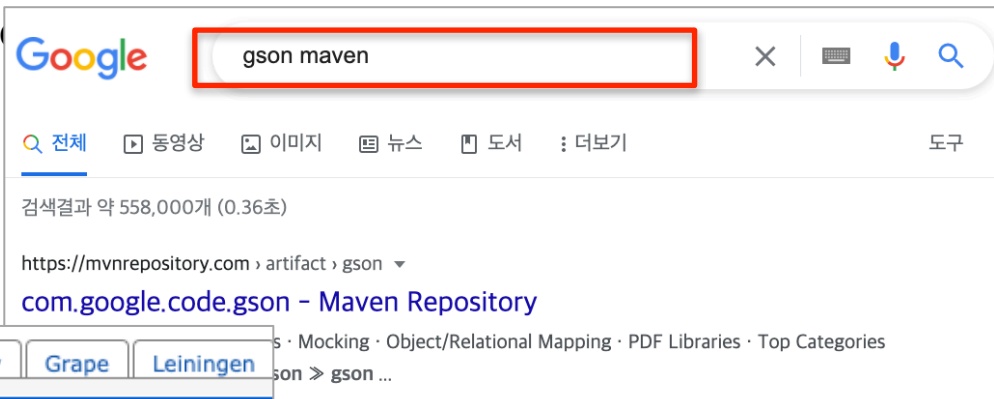 Google gson maven
전체 동영상 이미지 뉴스 도서 더보기 도구
검색결과 약 558,000개 (0.36초)
https://mvnrepository.com › artifact › gson
com.google.code.gson - Maven Repository
· Mocking · Object/Relational Mapping · PDF Libraries · Top Categories
Grape Leiningen
≫ gson ...